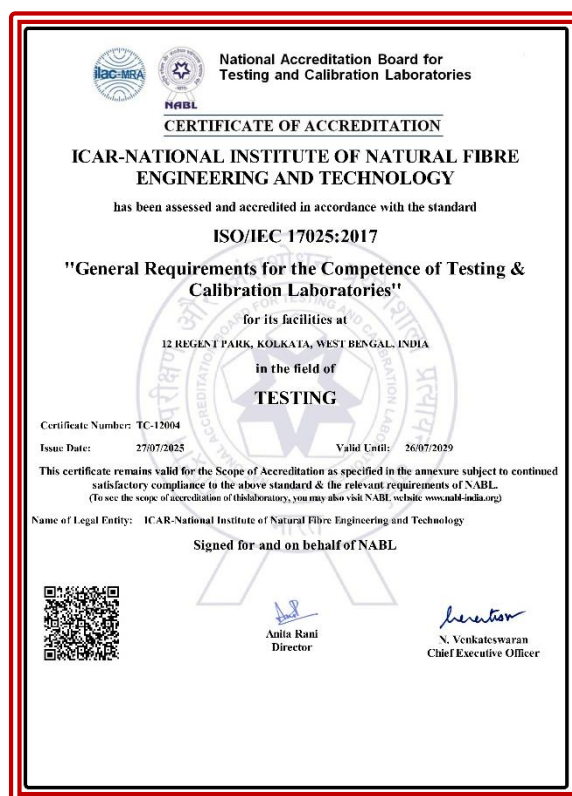 National Accreditation Board for
Testing and Calibration Laboratories
ilac-MRA
NABL
CERTIFICATE OF ACCREDITATION
ICAR-NATIONAL INSTITUTE OF NATURAL FIBRE
ENGINEERING AND TECHNOLOGY
has been assessed and accredited in accordance with the standard
ISO/IEC 17025:2017
"General Requirements for the Competence of Testing &
Calibration Laboratories"
for its facilities at
12 REGENT PARK, KOLKATA, WEST BENGAL, INDIA
in the field of
TESTING
Certificate Number: TC-12004
Issue Date: 27/07/2025 Valid Until: 26/07/2029
This certificate remains valid for the Scope of Accreditation as specified in the annexure subject to continued
satisfactory compliance to the above standard & the relevant requirements of NABL.
(To see the scope of accreditation of thislaboratory, you may also visit NABL website www.nabl-india.org)
Name of Legal Entity: ICAR-National Institute of Natural Fibre Engineering and Technology
Signed for and on behalf of NABL
Anita Rani
Director
N. Venkateswaran
Chief Executive Officer